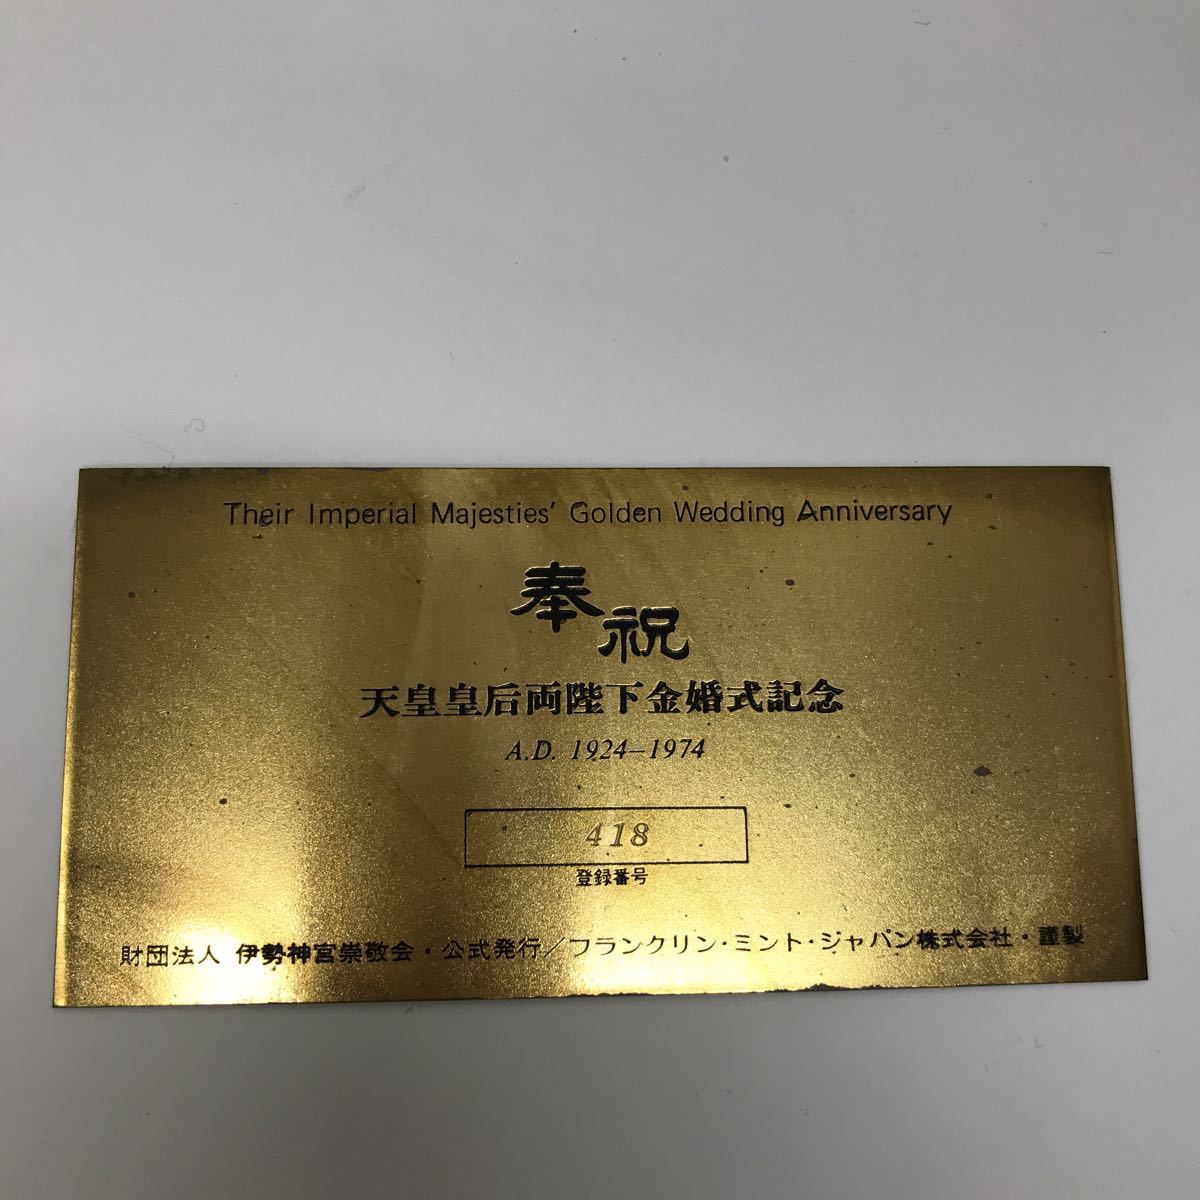 Their Imperial Majesties' Golden Wedding Anniversary
奉祝
天皇皇后両陛下金婚式記念
A.D. 1924–1974
418
登録番号
財団法人 伊勢神宮崇敬会・公式発行/フランクリン・ミント・ジャパン株式会社・謹製